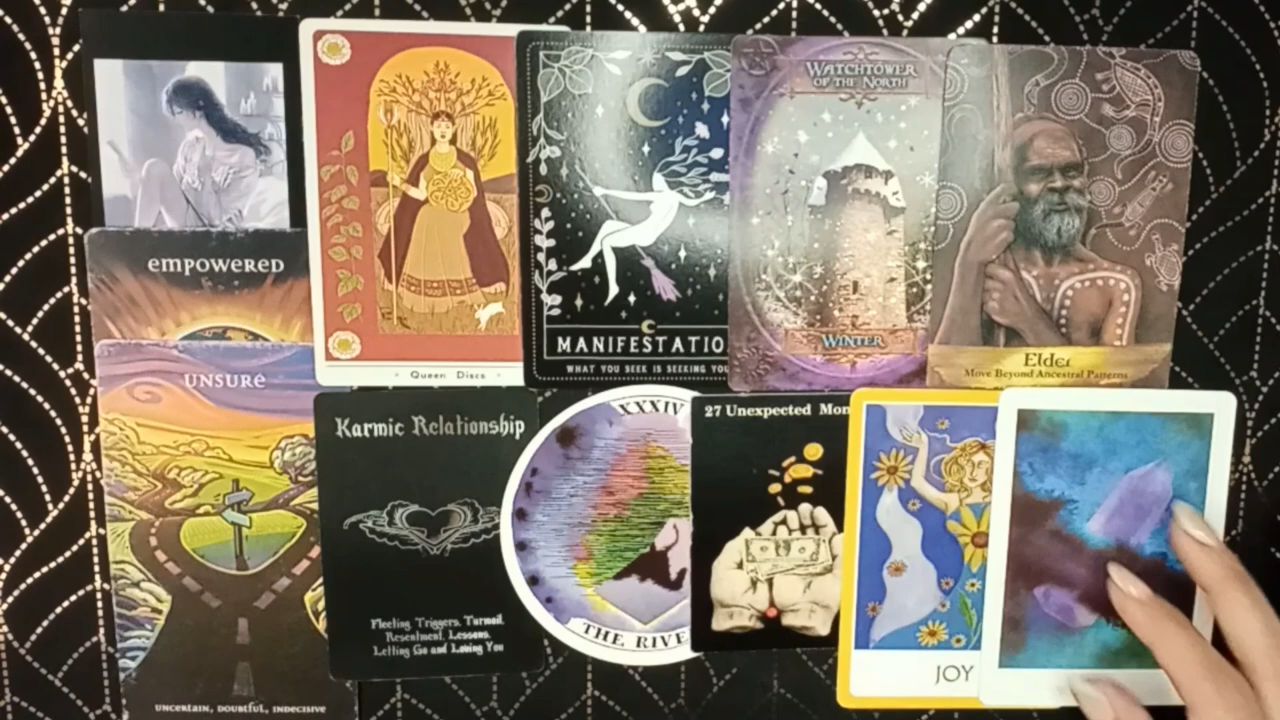 EMPOWERED
UNSURE
UNCERTAIN, DOUBTFUL, INDECISIVE
Queen Discs
MANIFESTATIO
WHAT YOU SEEK IS SEEKING YOU
WATCHTOWER
OF THE NORTH
WINTER
Elder
Move Beyond Ancestral Patterns
Karmic Relationship
Fleeting Triggers, Turmoil,
Resentment, Lessons,
Letting Go and Loving You
XXXIV
THE RIVE
27 Unexpected Mon
JOY